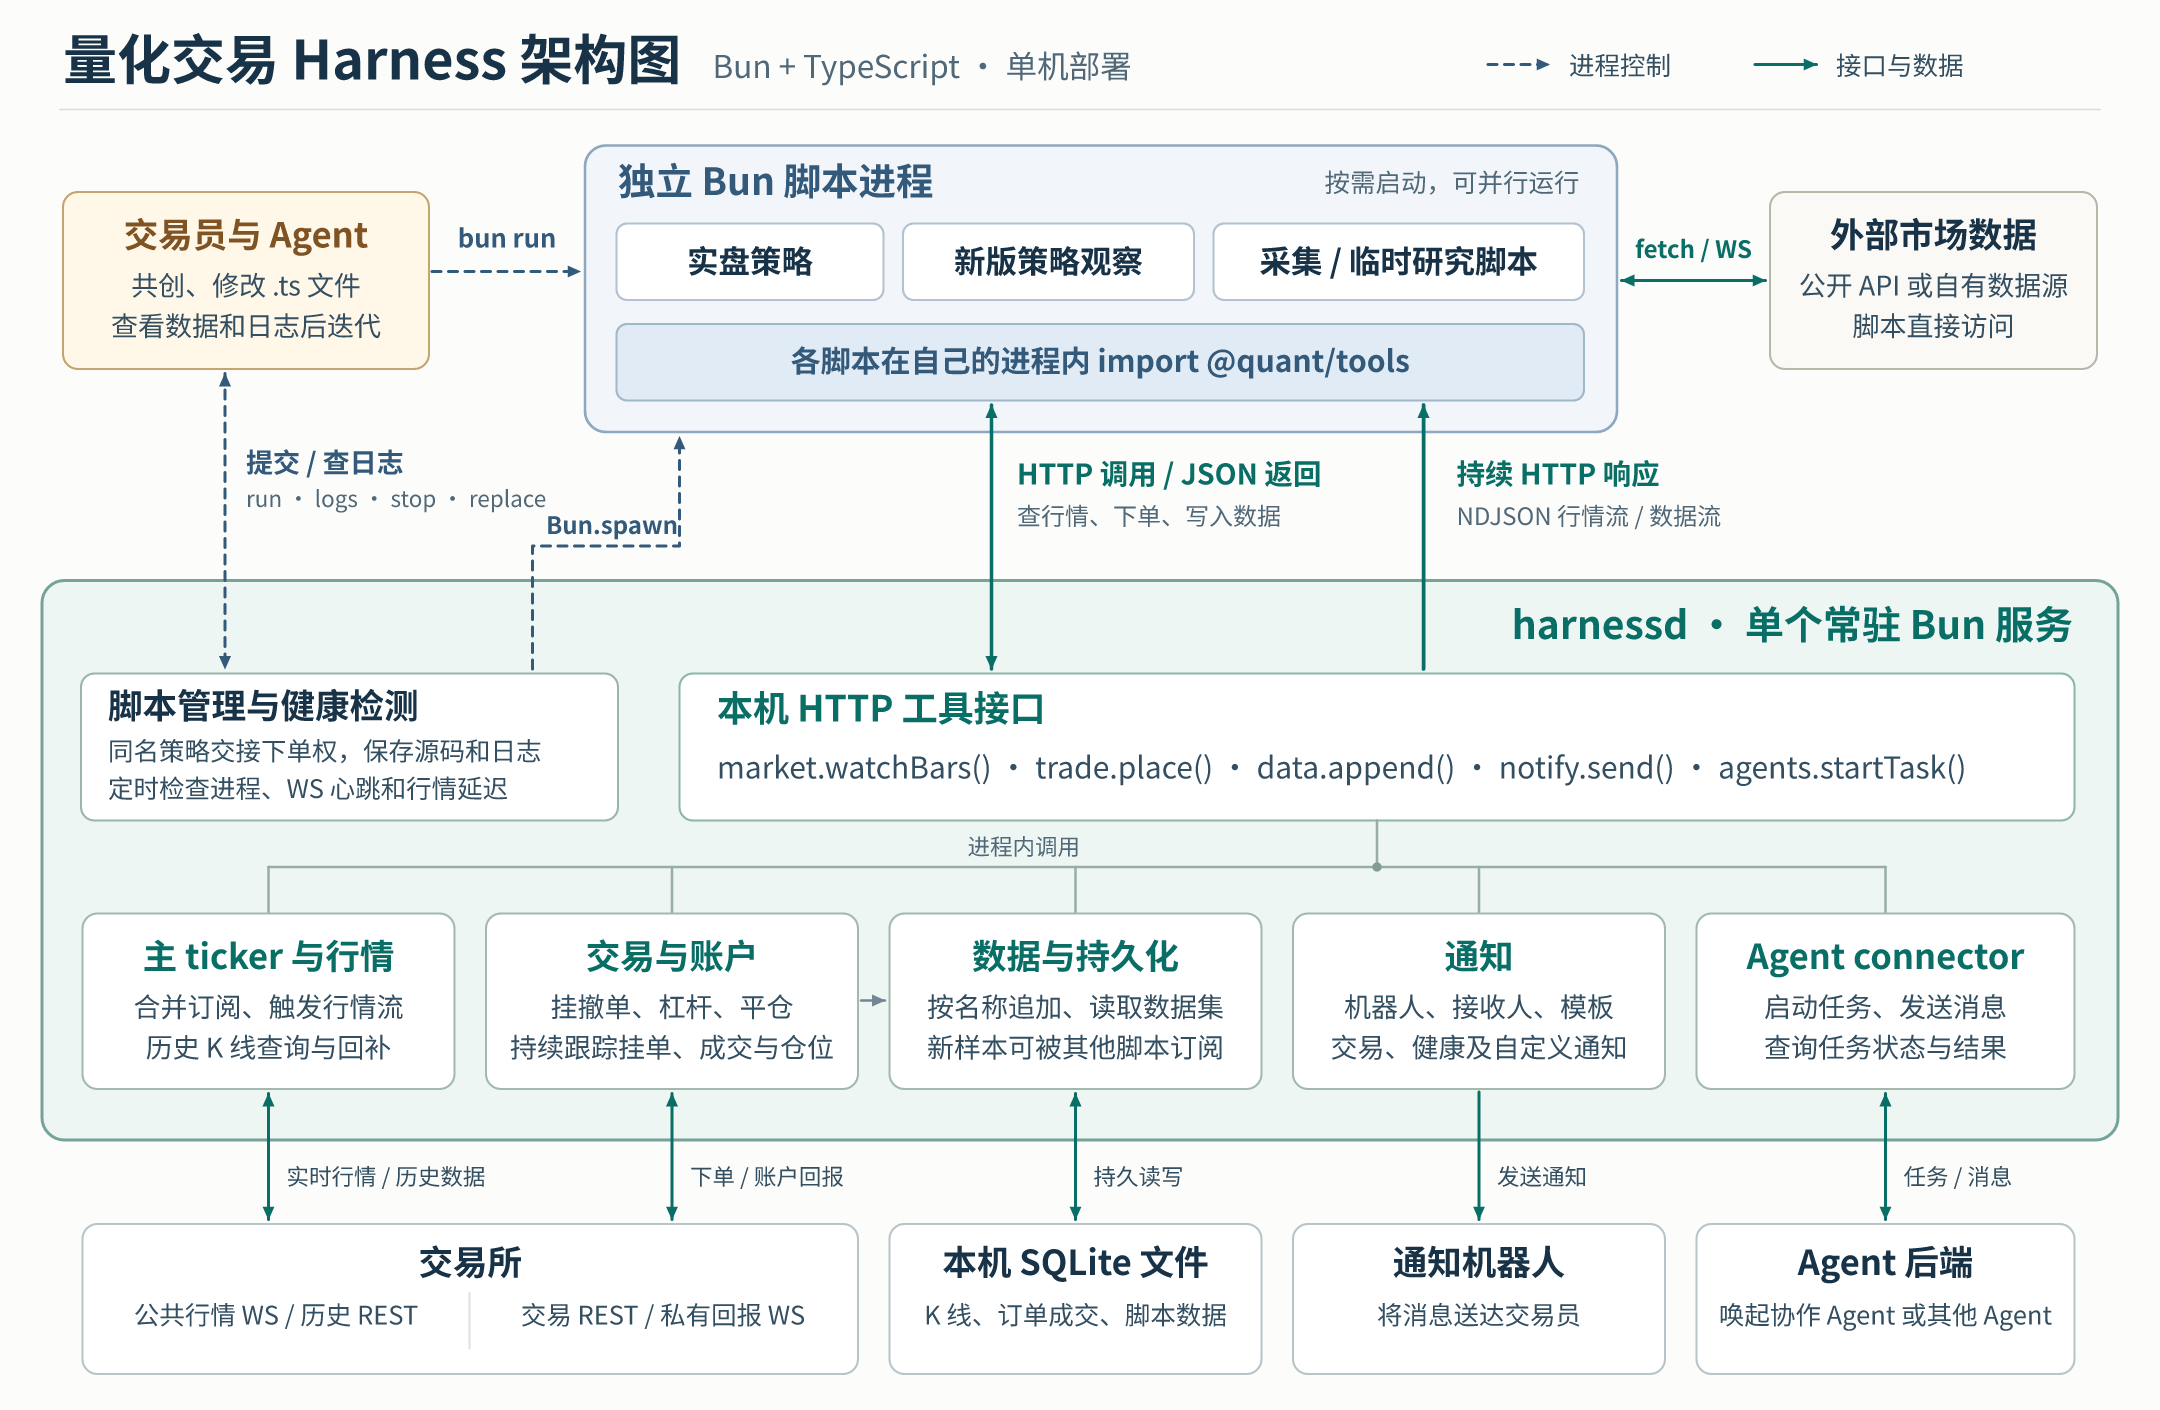 量化交易 Harness 架构图
Bun + TypeScript · 单机部署
进程控制
接口与数据
独立 Bun 脚本进程
按需启动，可并行运行
实盘策略
新版策略观察
采集 / 临时研究脚本
各脚本在自己的进程内 import @quant/tools
交易员与 Agent
共创、修改 .ts 文件
查看数据和日志后迭代
bun run
fetch / WS
外部市场数据
公开 API 或自有数据源
脚本直接访问
提交 / 查日志
run · logs · stop · replace
Bun.spawn
HTTP 调用 / JSON 返回
查行情、下单、写入数据
持续 HTTP 响应
NDJSON 行情流 / 数据流
harnessd · 单个常驻 Bun 服务
脚本管理与健康检测
同名策略交接下单权，保存源码和日志
定时检查进程、WS 心跳和行情延迟
本机 HTTP 工具接口
market.watchBars() · trade.place() · data.append() · notify.send() · agents.startTask()
进程内调用
主 ticker 与行情
合并订阅、触发行情流
历史 K 线查询与回补
交易与账户
挂撤单、杠杆、平仓
持续跟踪挂单、成交与仓位
数据与持久化
按名称追加、读取数据集
新样本可被其他脚本订阅
通知
机器人、接收人、模板
交易、健康及自定义通知
Agent connector
启动任务、发送消息
查询任务状态与结果
实时行情 / 历史数据
下单 / 账户回报
持久读写
发送通知
任务 / 消息
交易所
公共行情 WS / 历史 REST
交易 REST / 私有回报 WS
本机 SQLite 文件
K 线、订单成交、脚本数据
通知机器人
将消息送达交易员
Agent 后端
唤起协作 Agent 或其他 Agent